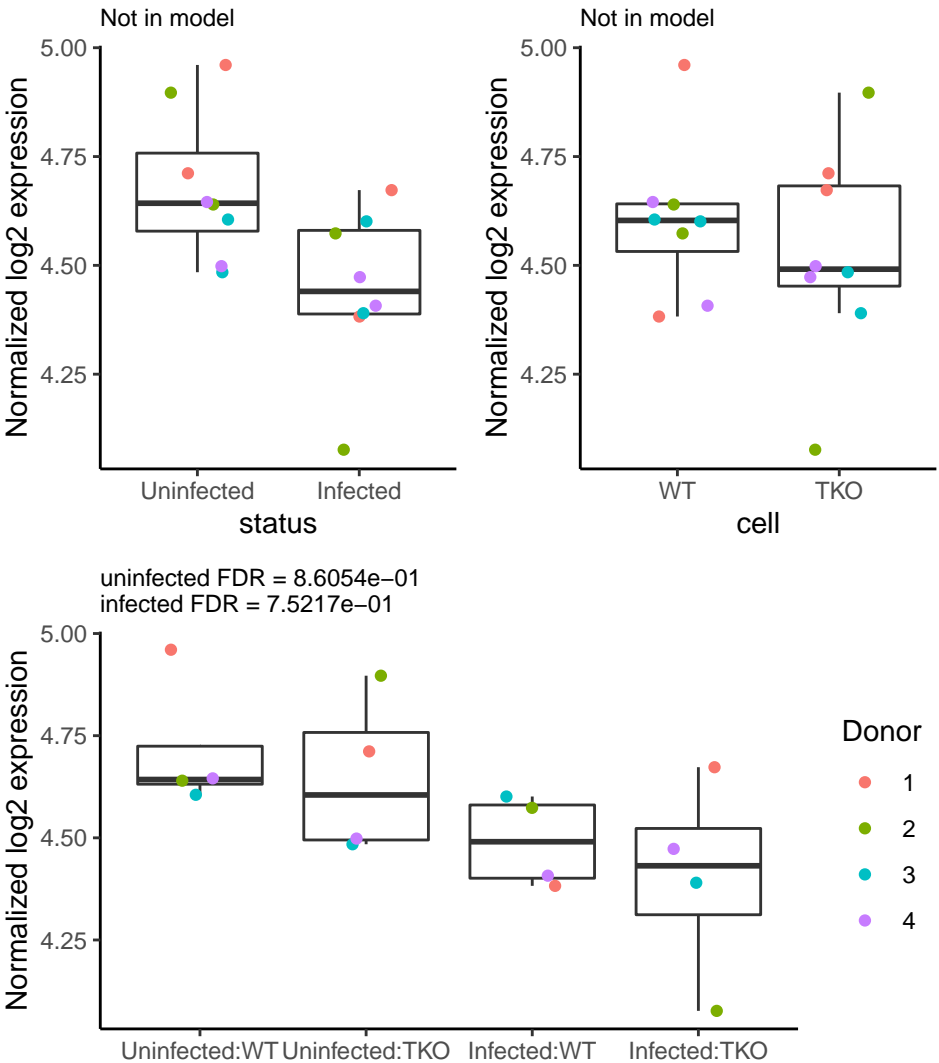 Not in model
Normalized log2 expression
5.00
4.75
4.50
4.25
Uninfected Infected
status
Not in model
Normalized log2 expression
5.00
4.75
4.50
4.25
WT TKO
cell
uninfected FDR = 8.6054e−01
infected FDR = 7.5217e−01
Normalized log2 expression
5.00
4.75
4.50
4.25
Uninfected:WT Uninfected:TKO Infected:WT Infected:TKO
Donor
1
2
3
4